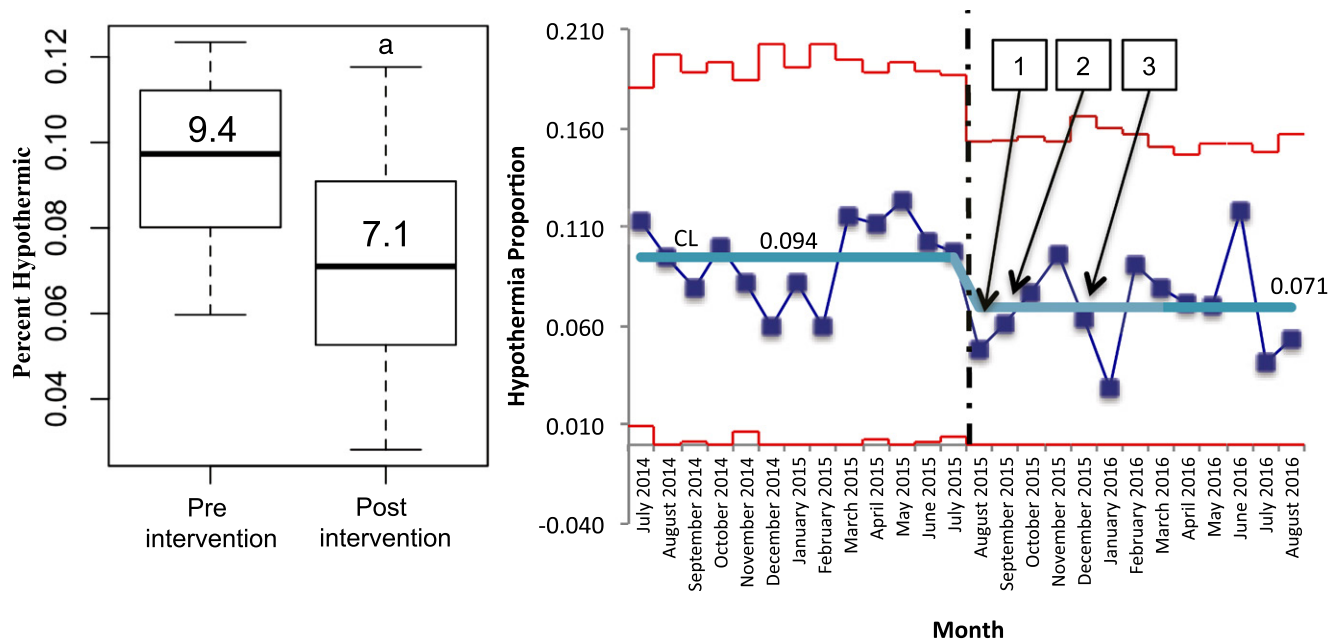 Percent Hypothermic
0.12
0.10
0.08
0.06
0.04
9.4
a
7.1
Pre
intervention
Post
intervention
Hypothermia Proportion
0.210
0.160
0.110
0.060
0.010
-0.040
1
2
3
CL
0.094
0.071
July 2014
August 2014
September 2014
October 2014
November 2014
December 2014
January 2015
February 2015
March 2015
April 2015
May 2015
June 2015
July 2015
August 2015
September 2015
October 2015
November 2015
December 2015
January 2016
February 2016
March 2016
April 2016
May 2016
June 2016
July 2016
August 2016
Month